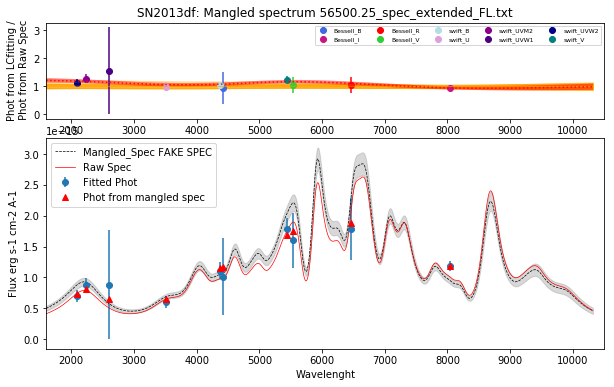 SN2013df: Mangled spectrum 56500.25_spec_extended_FL.txt
Phot from LCfitting /
Phot from Raw Spec
3
2
1
0
Bessell_B Bessell_R swift_B swift_UVM2 swift_UVW2
Bessell_I Bessell_V swift_U swift_UVW1 swift_V
2000 3000 4000 5000 6000 7000 8000 9000 10000
1e-15
Flux erg s-1 cm-2 A-1
3.0
2.5
2.0
1.5
1.0
0.5
0.0
Mangled_Spec FAKE SPEC
Raw Spec
Fitted Phot
Phot from mangled spec
2000 3000 4000 5000 6000 7000 8000 9000 10000
Wavelenght